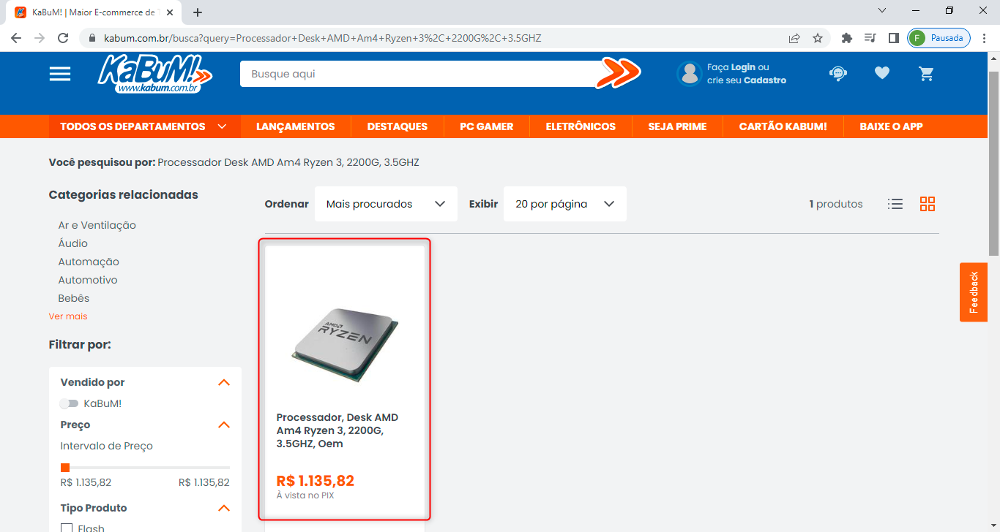 KaBuM! | Maior E-commerce de T
kabum.com.br/busca?query=Processador+Desk+AMD+Am4+Ryzen+3%2C+2200G%2C+3.5GHZ
F Pausada
KaBuM!
www.kabum.com.br
Busque aqui
Faça Login ou
crie seu Cadastro
TODOS OS DEPARTAMENTOS
LANÇAMENTOS
DESTAQUES
PC GAMER
ELETRÔNICOS
SEJA PRIME
CARTÃO KABUM!
BAIXE O APP
Você pesquisou por: Processador Desk AMD Am4 Ryzen 3, 2200G, 3.5GHZ
Categorias relacionadas
Ar e Ventilação
Áudio
Automação
Automotivo
Bebês
Ver mais
Filtrar por:
Vendido por
KaBuM!
Preço
Intervalo de Preço
R$ 1.135,82 R$ 1.135,82
Tipo Produto
Flash
Ordenar Mais procurados
Exibir 20 por página
1 produtos
AMD
RYZEN
Processador, Desk AMD
Am4 Ryzen 3, 2200G,
3.5GHZ, Oem
R$ 1.135,82
À vista no PIX
Feedback